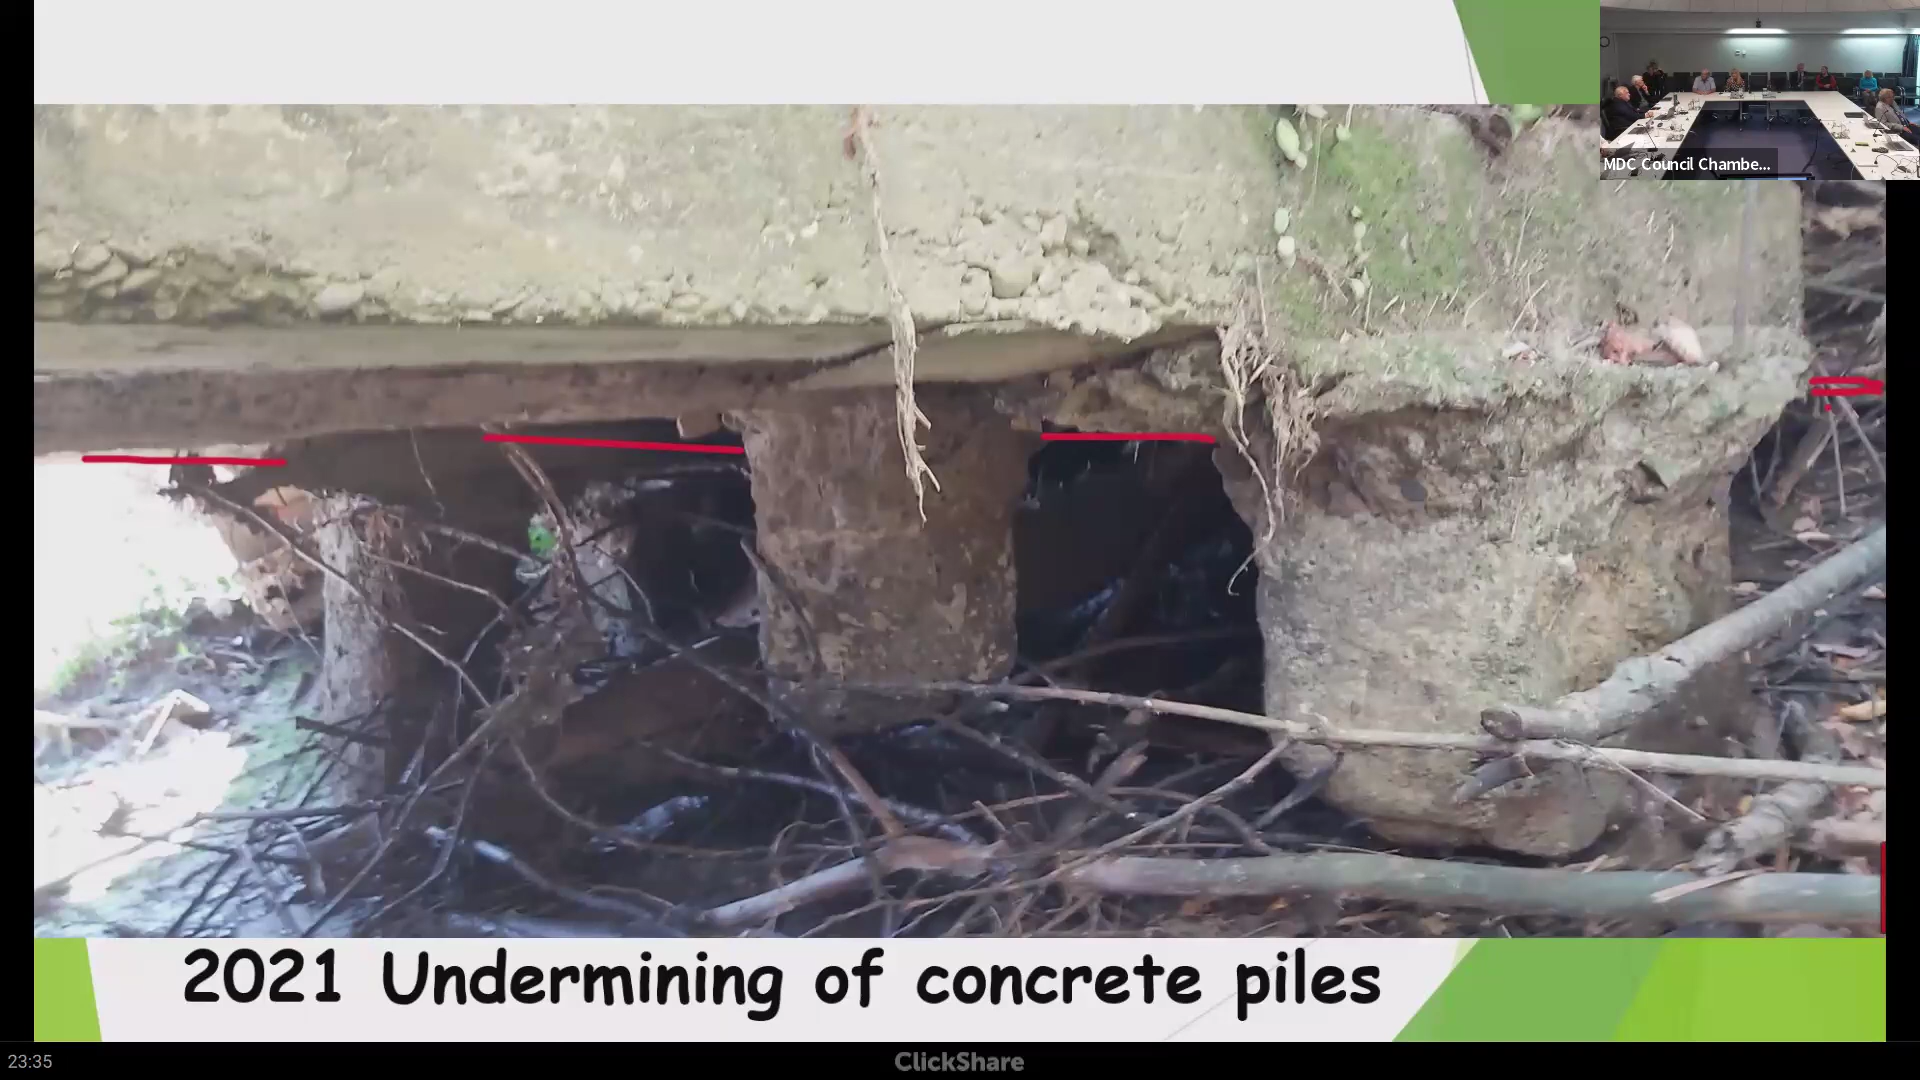 MDC Council Chambe...
2021 Undermining of concrete piles
23:35
ClickShare